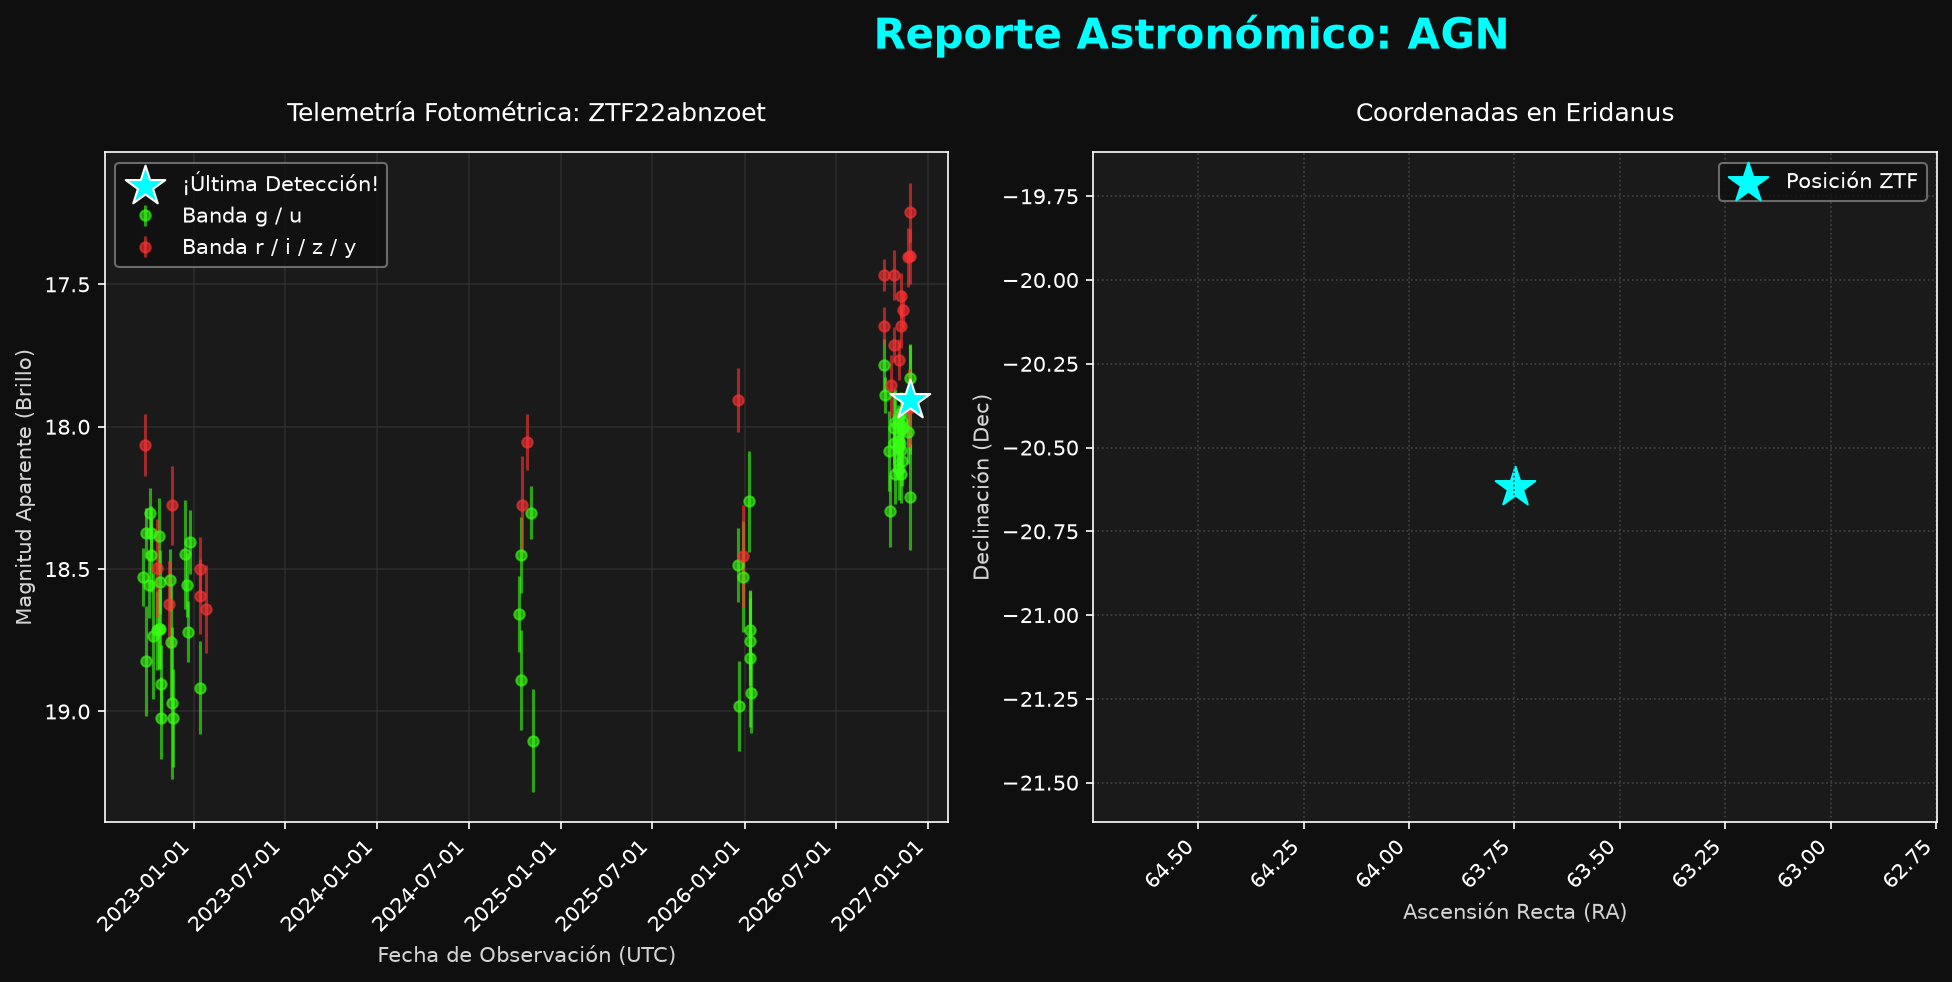 Reporte Astronómico: AGN
Telemetría Fotométrica: ZTF22abnzoet
¡Última Detección!
Banda g / u
Banda r / i / z / y
Magnitud Aparente (Brillo)
17.5
18.0
18.5
19.0
2023-01-01
2023-07-01
2024-01-01
2024-07-01
2025-01-01
2025-07-01
2026-01-01
2026-07-01
2027-01-01
Fecha de Observación (UTC)
Coordenadas en Eridanus
Posición ZTF
Declinación (Dec)
−19.75
−20.00
−20.25
−20.50
−20.75
−21.00
−21.25
−21.50
64.50
64.25
64.00
63.75
63.50
63.25
63.00
62.75
Ascensión Recta (RA)